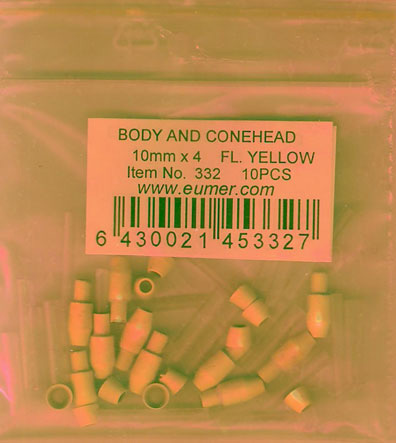 BODY AND CONEHEAD
10mm x 4 FL. YELLOW
Item No. 332 10PCS
www.eumer.com
6 430021 453327